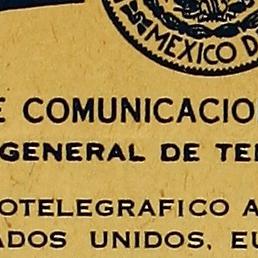 MEXICO D
E COMUNICACIO
GENERAL DE TE
OTELEGRAFICO A
ADOS UNIDOS, EU